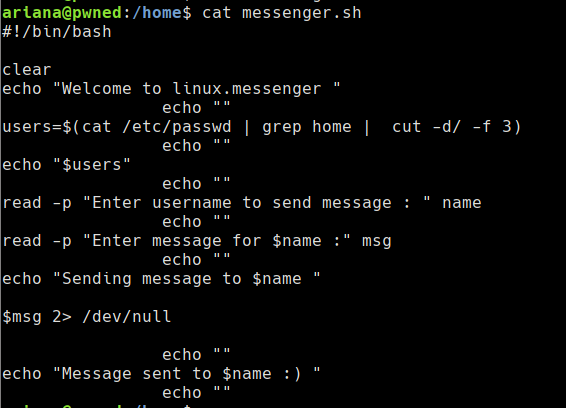 ariana@pwned:/home$ cat messenger.sh
#!/bin/bash
clear
echo "Welcome to linux.messenger "
echo ""
users=$(cat /etc/passwd | grep home |  cut -d/ -f 3)
echo ""
echo "$users"
echo ""
read -p "Enter username to send message : " name
echo ""
read -p "Enter message for $name :" msg
echo ""
echo "Sending message to $name "
$msg 2> /dev/null
echo ""
echo "Message sent to $name :) "
echo ""